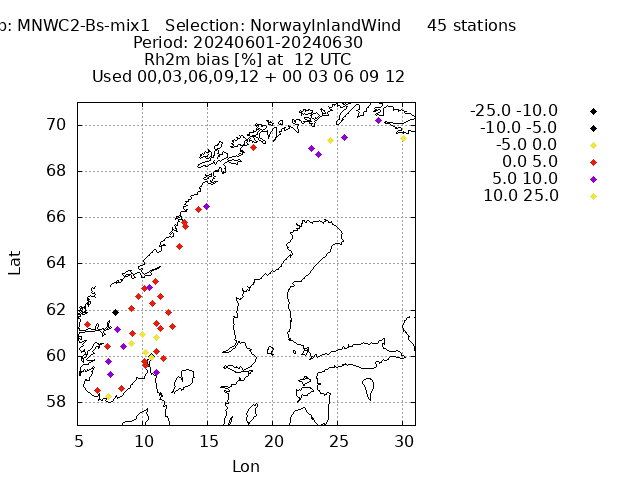 p: MNWC2-Bs-mix1 Selection: NorwayInlandWind 45 stations
Period: 20240601-20240630
Rh2m bias [%] at 12 UTC
Used 00,03,06,09,12 + 00 03 06 09 12
-25.0 -10.0
-10.0 -5.0
-5.0 0.0
0.0 5.0
5.0 10.0
10.0 25.0
70
68
66
64
62
60
58
Lat
5 10 15 20 25 30
Lon